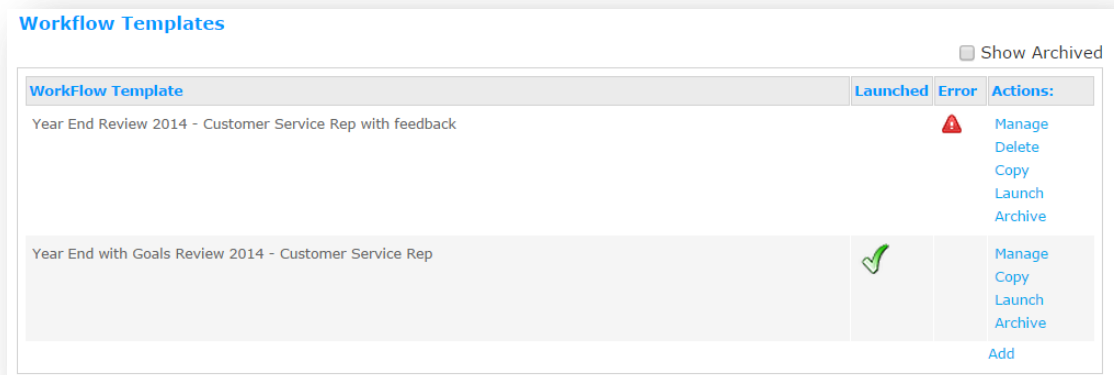 Workflow Templates
Show Archived
WorkFlow Template Launched Error Actions:
Year End Review 2014 - Customer Service Rep with feedback Manage
Delete
Copy
Launch
Archive
Year End with Goals Review 2014 - Customer Service Rep Manage
Copy
Launch
Archive
Add